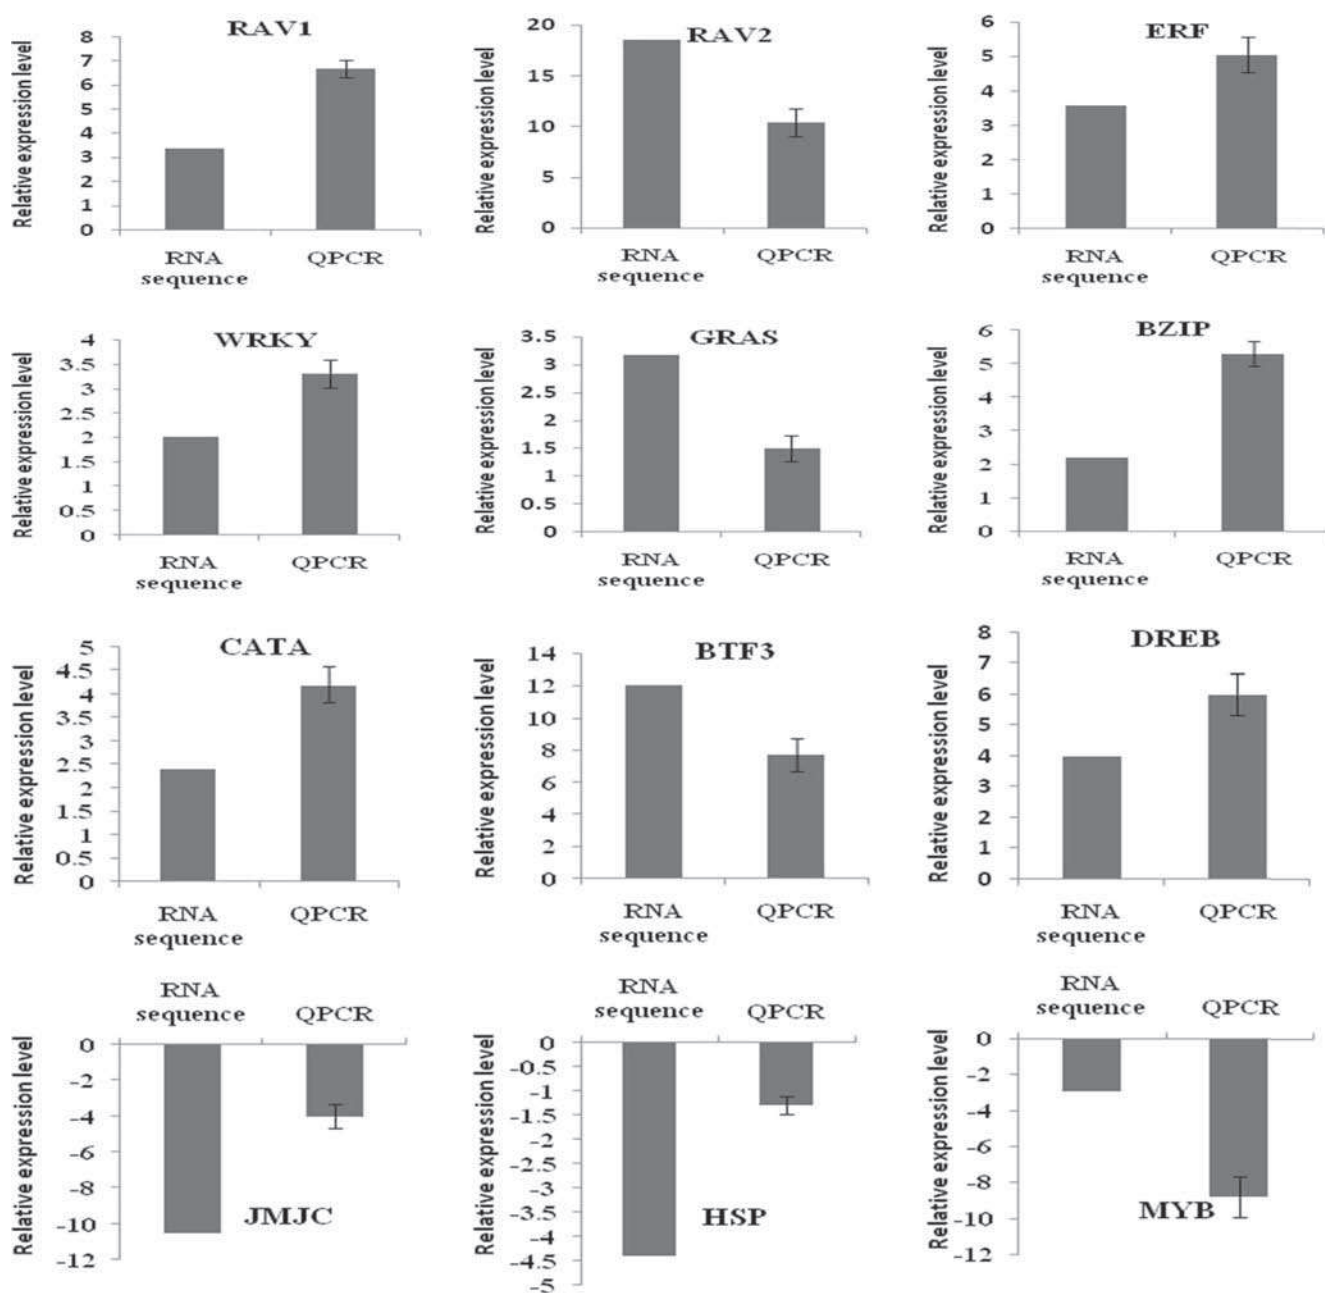 RAV1
Relative expression level
8
7
6
5
4
3
2
1
0
RNA
sequence
QPCR
RAV2
Relative expression level
20
15
10
5
0
RNA
sequence
QPCR
ERF
Relative expression level
6
5
4
3
2
1
0
RNA
sequence
QPCR
WRKY
Relative expression level
4
3.5
3
2.5
2
1.5
1
0.5
0
RNA
sequence
QPCR
GRAS
Relative expression level
3.5
3
2.5
2
1.5
1
0.5
0
RNA
sequence
QPCR
BZIP
Relative expression level
6
5
4
3
2
1
0
RNA
sequence
QPCR
CATA
Relative expression level
5
4.5
4
3.5
3
2.5
2
1.5
1
0.5
0
RNA
sequence
QPCR
BTF3
Relative expression level
14
12
10
8
6
4
2
0
RNA
sequence
QPCR
DREB
Relative expression level
8
7
6
5
4
3
2
1
0
RNA
sequence
QPCR
RNA
sequence
QPCR
Relative expression level
0
-2
-4
-6
-8
-10
-12
JMJC
RNA
sequence
QPCR
Relative expression level
0
-0.5
-1
-1.5
-2
-2.5
-3
-3.5
-4
-4.5
-5
HSP
RNA
sequence
QPCR
Relative expression level
0
-2
-4
-6
-8
-10
-12
MYB